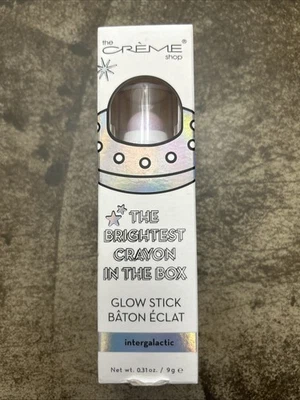 the
CRÈME®
shop
THE
BRIGHTEST
CRAYON
IN THE BOX
GLOW STICK
BÂTON ÉCLAT
intergalactic
Net wt. 0.31oz. / 9g ℮